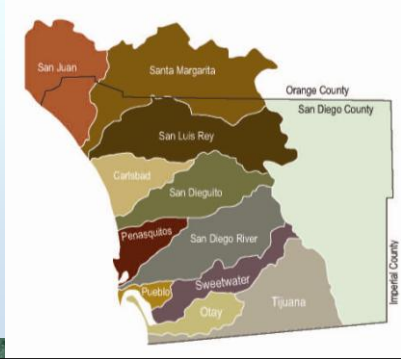 San Juan
Santa Margarita
Orange County
San Diego County
San Luis Rey
Carlsbad
San Dieguito
Penasquitos
San Diego River
Pueblo
Sweetwater
Otay
Tijuana
Imperial County